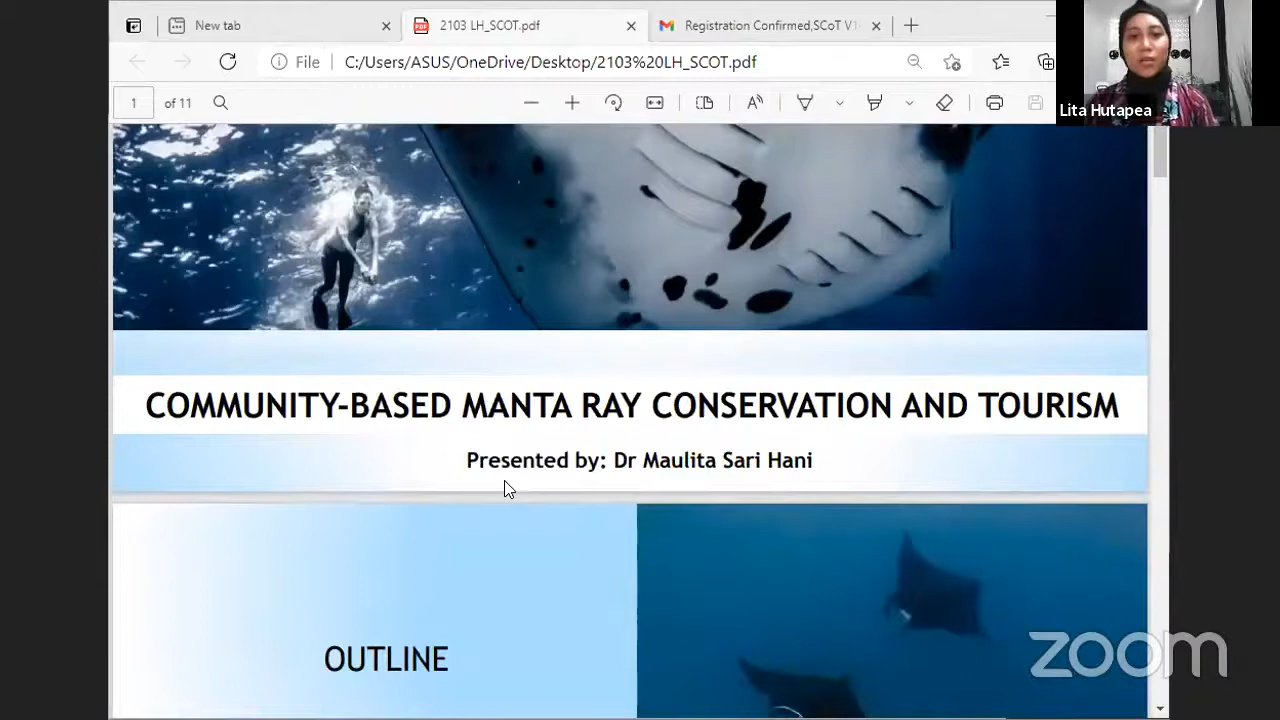 New tab
2103 LH_SCOT.pdf
Registration Confirmed,SCoT V1
File
C:/Users/ASUS/OneDrive/Desktop/2103%20LH_SCOT.pdf
1 of 11
Lita Hutapea
COMMUNITY-BASED MANTA RAY CONSERVATION AND TOURISM
Presented by: Dr Maulita Sari Hani
OUTLINE
zoom